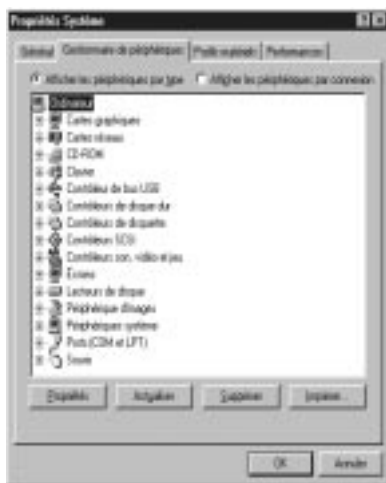 Propriétés Système
Général Gestionnaire de périphériques Profils matériels Performances
Afficher les périphériques par type Afficher les périphériques par connexion
Ordinateur
Cartes graphiques
Cartes réseau
CD-ROM
Clavier
Contrôleur de bus USB
Contrôleurs de disque dur
Contrôleurs de disquette
Contrôleurs SCSI
Contrôleurs son, vidéo et jeu
Écrans
Lecteurs de disque
Périphérique d'images
Périphériques système
Ports (COM et LPT)
Souris
Propriétés Actualiser Supprimer Imprimer...
OK Annuler